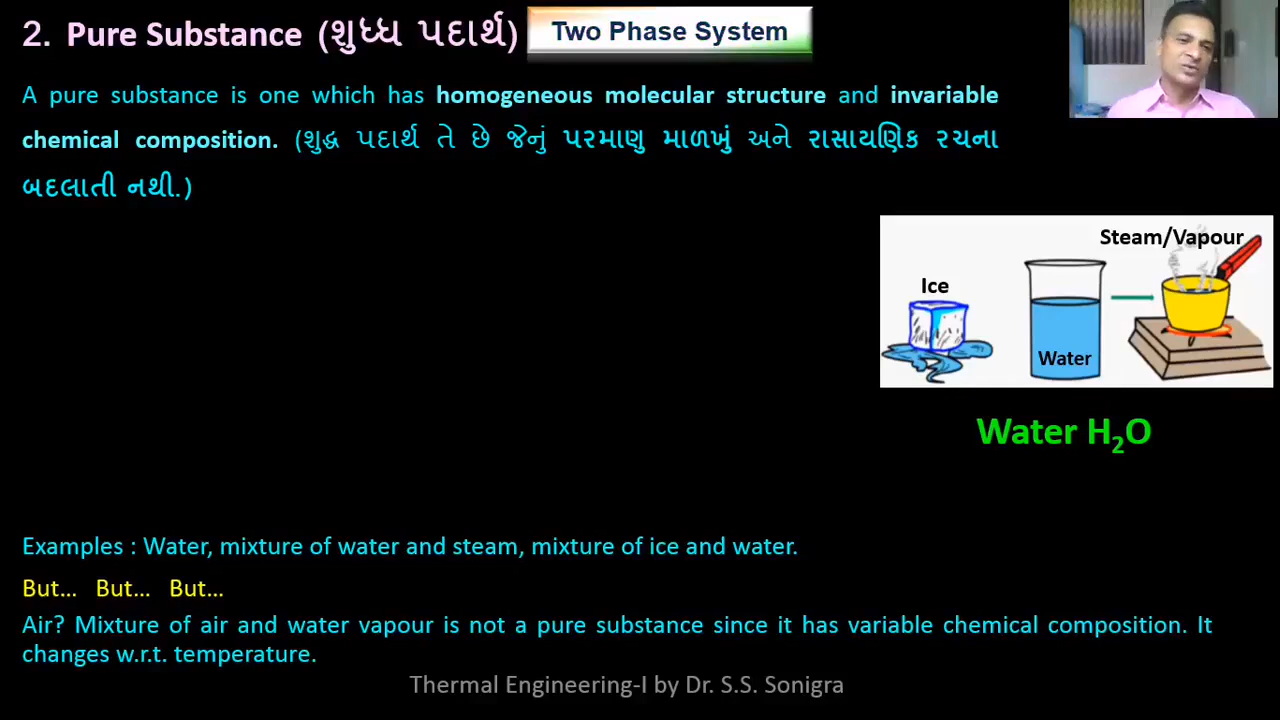 2. Pure Substance (શુધ્ધ પદાર્થ) Two Phase System
A pure substance is one which has homogeneous molecular structure and invariable
chemical composition. (શુદ્ધ પદાર્થ તે છે જેનું પરમાણુ માળખું અને રાસાયણિક રચના
બદલાતી નથી.)
Steam/Vapour
Ice
Water
Water H₂O
Examples : Water, mixture of water and steam, mixture of ice and water.
But... But... But...
Air? Mixture of air and water vapour is not a pure substance since it has variable chemical composition. It
changes w.r.t. temperature.
Thermal Engineering-I by Dr. S.S. Sonigra